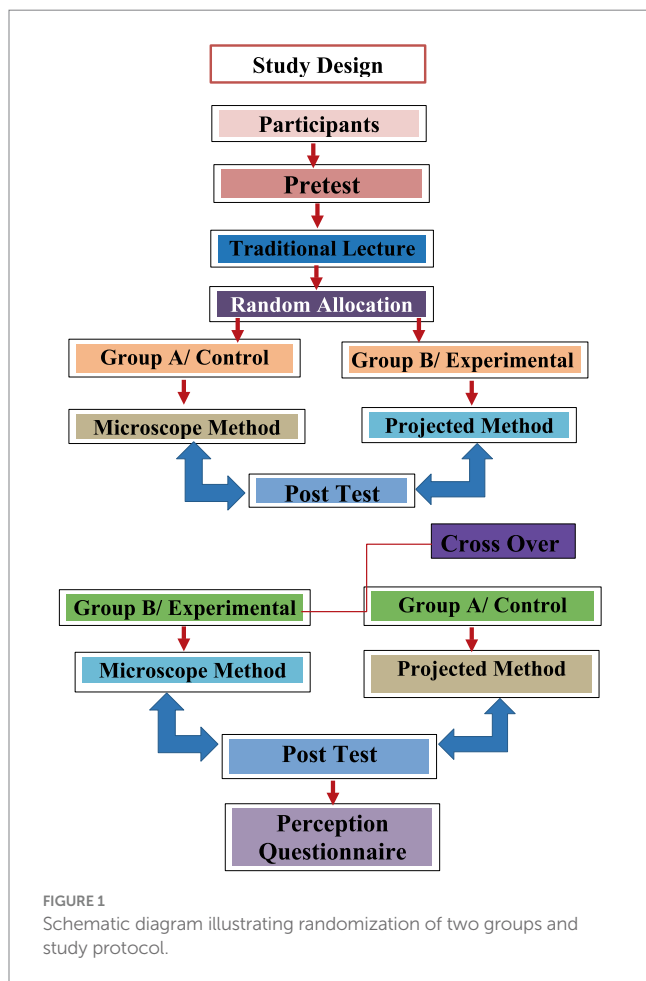 Study Design
Participants
Pretest
Traditional Lecture
Random Allocation
Group A/ Control
Group B/ Experimental
Microscope Method
Projected Method
Post Test
Cross Over
Group B/ Experimental
Group A/ Control
Microscope Method
Projected Method
Post Test
Perception
Questionnaire
FIGURE 1
Schematic diagram illustrating randomization of two groups and
study protocol.